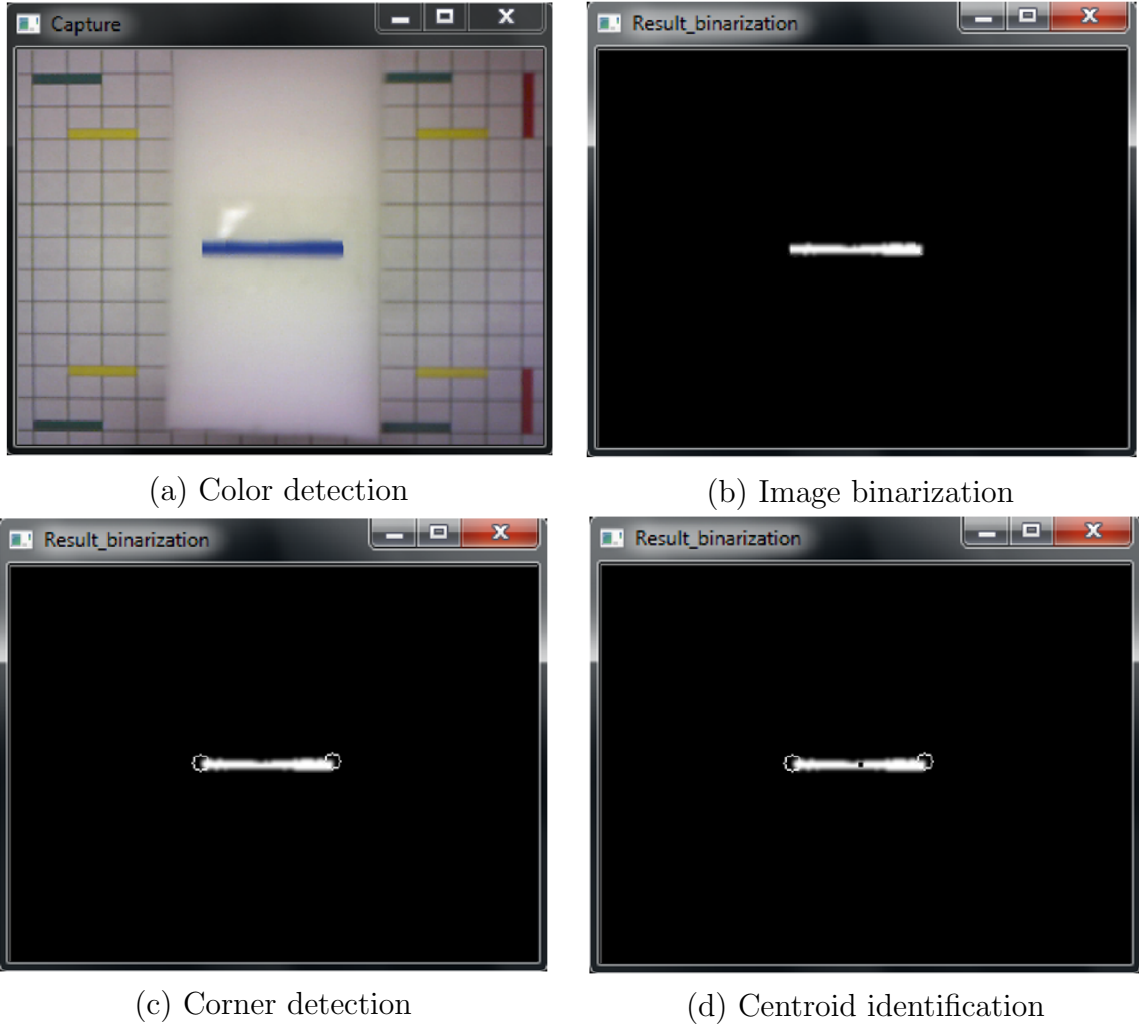 Capture
Result_binarization
(a) Color detection
(b) Image binarization
Result_binarization
Result_binarization
(c) Corner detection
(d) Centroid identification